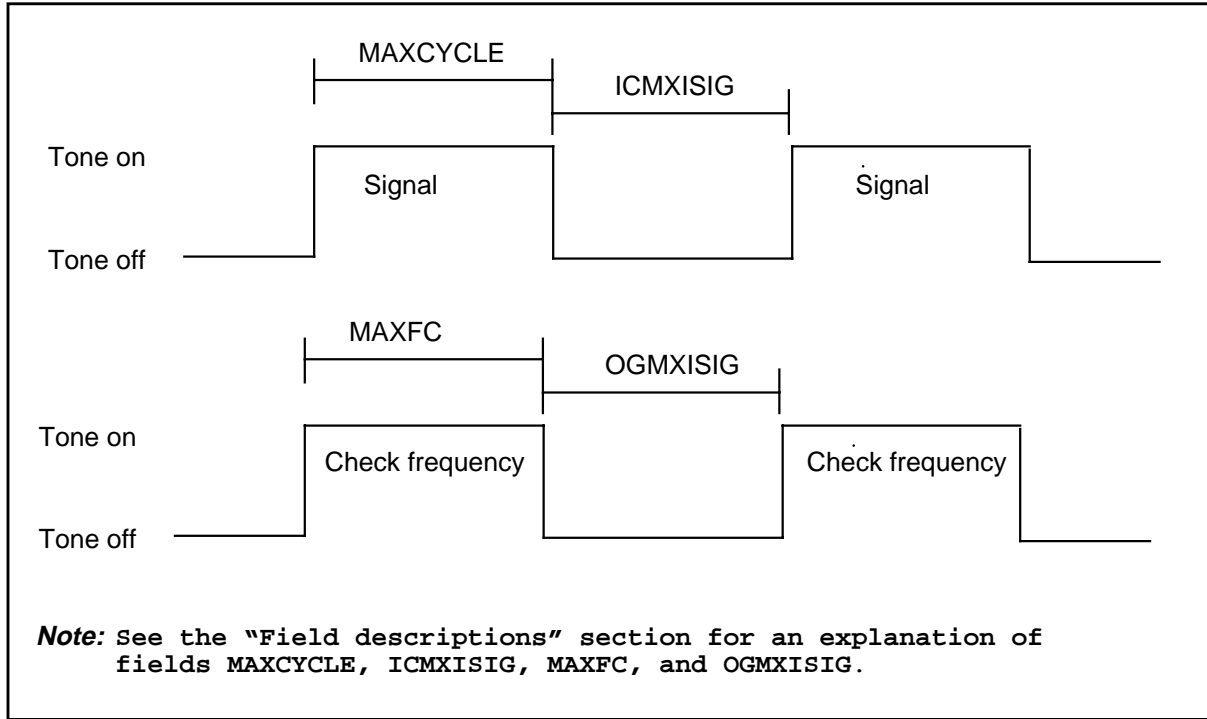 MAXCYCLE
ICMXISIG
Tone on
Signal
Signal
Tone off
MAXFC
OGMXISIG
Tone on
Check frequency
Check frequency
Tone off
Note: See the “Field descriptions” section for an explanation of
fields MAXCYCLE, ICMXISIG, MAXFC, and OGMXISIG.